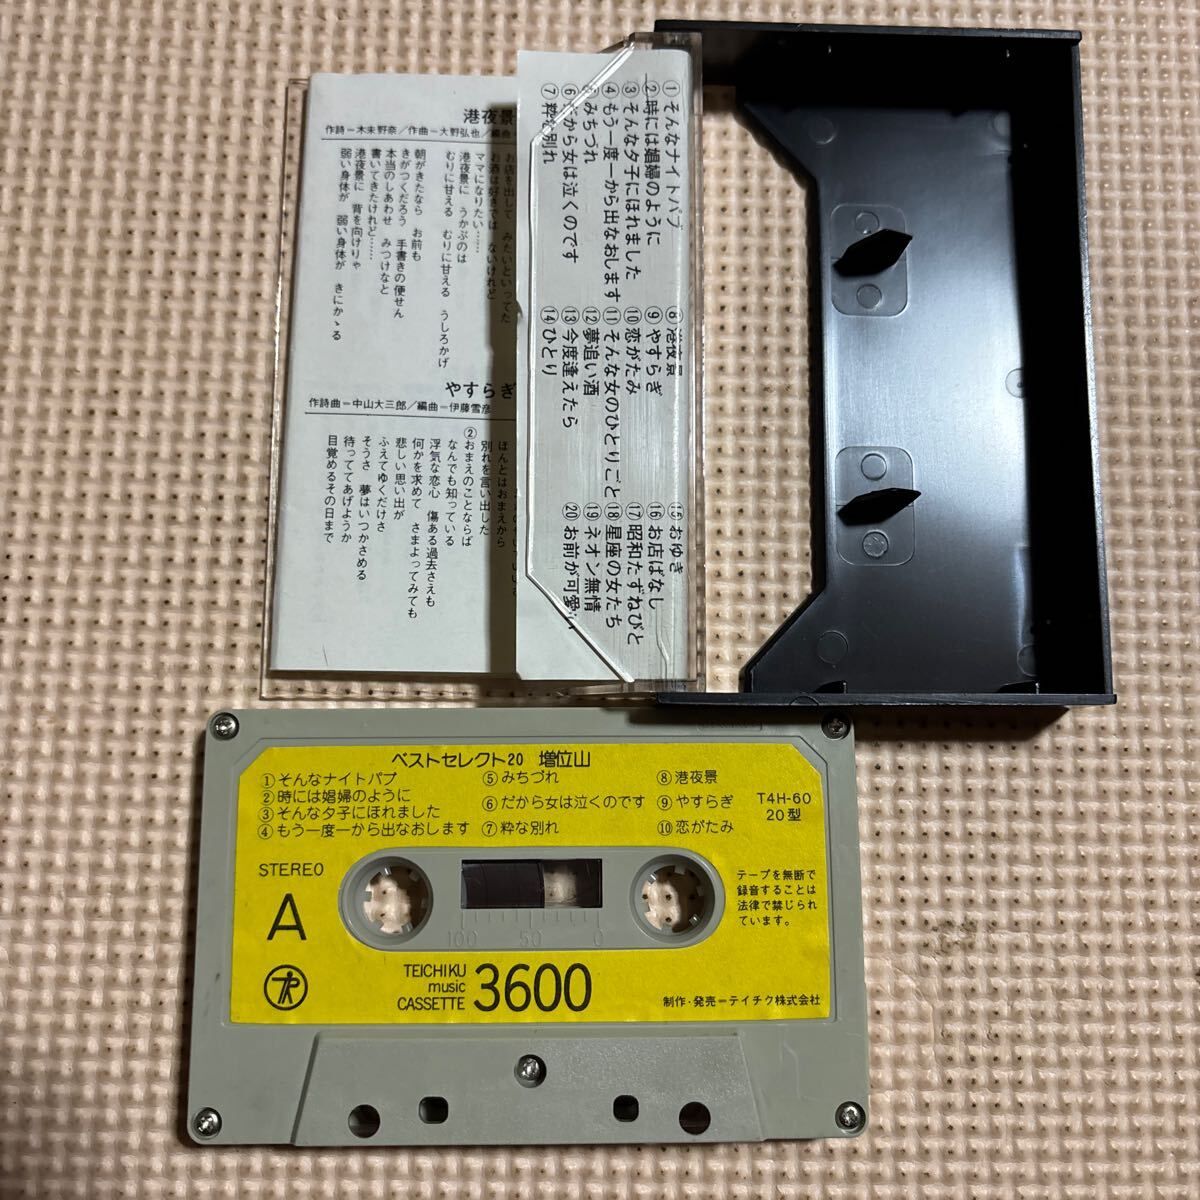 港夜景
作詩=木未野奈/作曲=大野弘也/編曲
お店を出して みたいといってた
お酒は好きでは ないけれど
ママになりたい……
港夜景に うかぶのは
むりに甘える むりに甘える うしろかげ
朝がきたなら お前も
きがつくだろう 手書きの便せん
本当のしあわせ みつけなと
書いてきたけれど……
港夜景に 背を向けりゃ
弱い身体が 弱い身体が きにかゝる
やすらぎ
作詩曲=中山大三郎/編曲=伊藤雪彦
ほんとはおまえから
別れを言い出した
②おまえのことならば
なんでも知っている
浮気な恋心 傷ある過去さえも
何かを求めて さまよってみても
悲しい思い出が
ふえてゆくだけさ
そうさ 夢はいつかさめる
待っててあげようか
目覚めるその日まで
①そんなナイトパブ
②時には娼婦のように
③そんな夕子にほれました
④もう一度一から出なおします
⑤みちづれ
⑥だから女は泣くのです
⑦粋な別れ
⑧港夜景
⑨やすらぎ
⑩恋がたみ
⑪そんな女のひとりごと
⑫夢追い酒
⑬今度逢えたら
⑭ひとり
⑮おゆき
⑯お店ばなし
⑰昭和たずねびと
⑱星座の女たち
⑲ネオン無情
⑳お前が可愛い
ベストセレクト20 増位山
①そんなナイトパブ
②時には娼婦のように
③そんな夕子にほれました
④もう一度一から出なおします
⑤みちづれ
⑥だから女は泣くのです
⑦粋な別れ
⑧港夜景
⑨やすらぎ
⑩恋がたみ
T4H-60
20型
STEREO
A
テープを無断で
録音することは
法律で禁じられ
ています。
100 50 0
TEICHIKU
music
CASSETTE
3600
制作・発売=テイチク株式会社